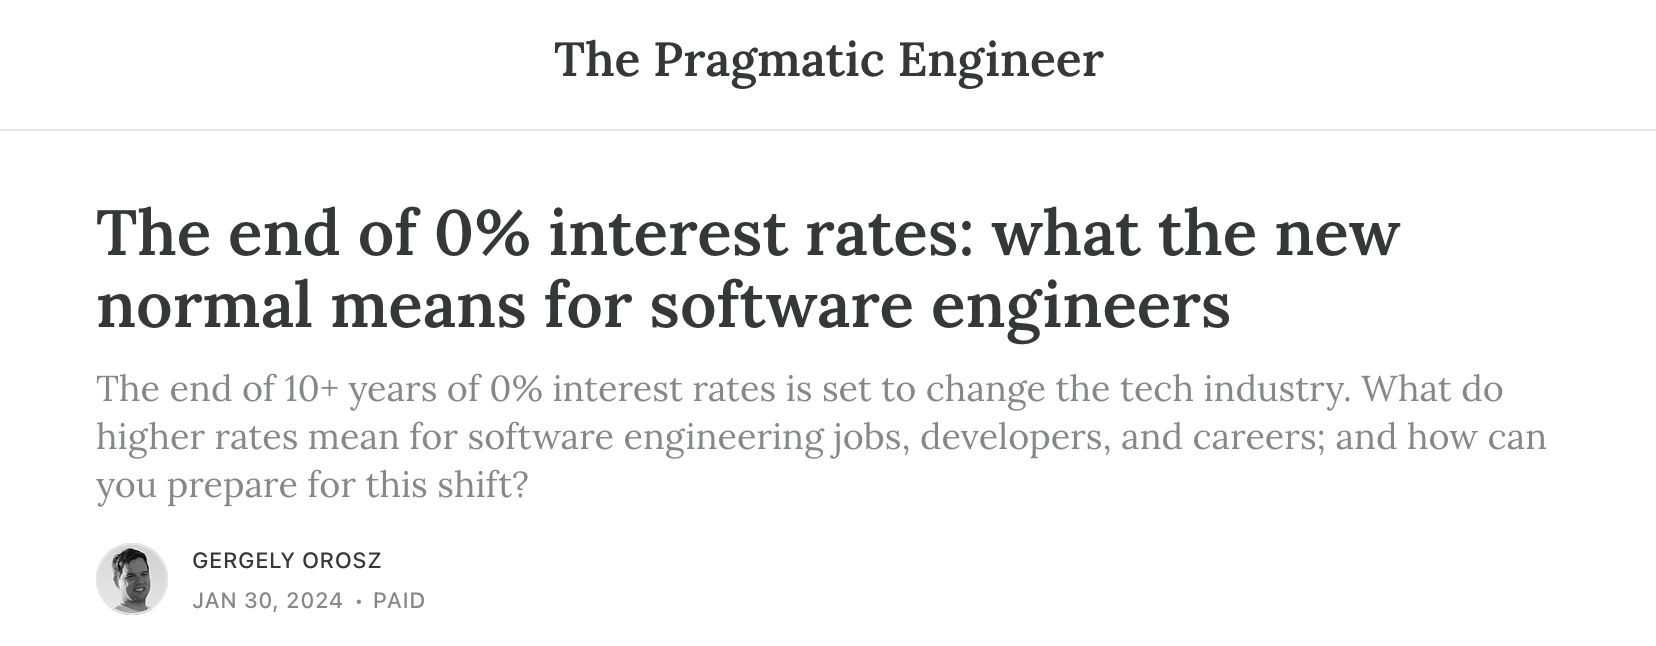 The Pragmatic Engineer
The end of 0% interest rates: what the new
normal means for software engineers
The end of 10+ years of 0% interest rates is set to change the tech industry. What do
higher rates mean for software engineering jobs, developers, and careers; and how can
you prepare for this shift?
GERGELY OROSZ
JAN 30, 2024 • PAID